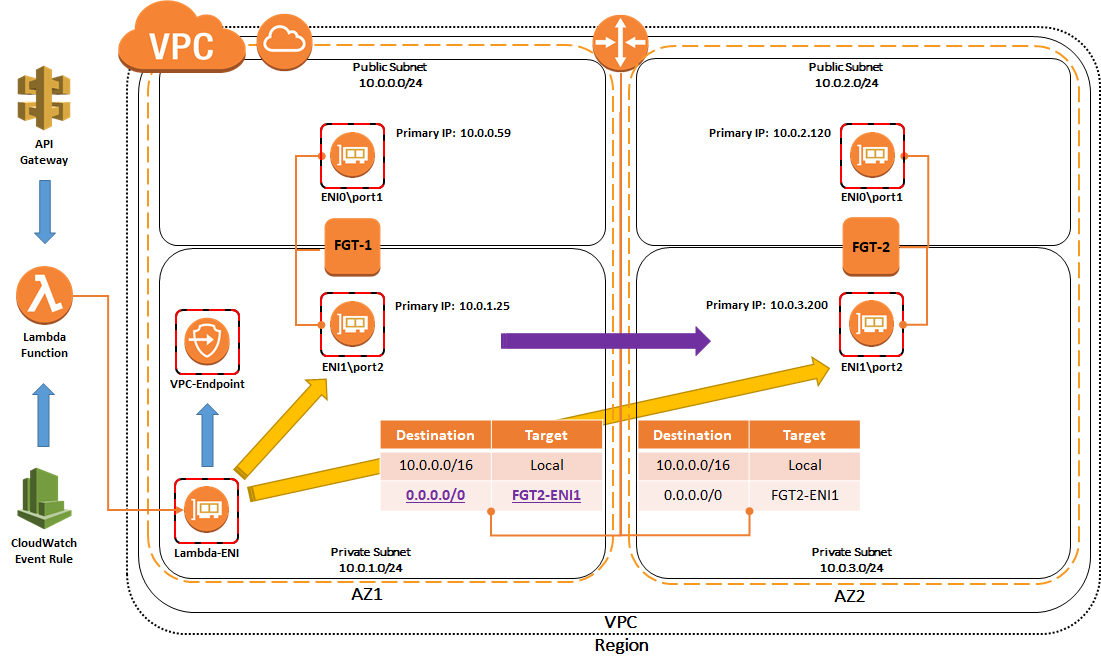 VPC
Public Subnet
10.0.0.0/24
Public Subnet
10.0.2.0/24
API
Gateway
Primary IP: 10.0.0.59
ENI0\port1
Primary IP: 10.0.2.120
ENI0\port1
FGT-1
FGT-2
Lambda
Function
Primary IP: 10.0.1.25
ENI1\port2
Primary IP: 10.0.3.200
ENI1\port2
VPC-Endpoint
Destination Target
10.0.0.0/16 Local
0.0.0.0/0 FGT2-ENI1
Destination Target
10.0.0.0/16 Local
0.0.0.0/0 FGT2-ENI1
CloudWatch
Event Rule
Lambda-ENI
Private Subnet
10.0.1.0/24
Private Subnet
10.0.3.0/24
AZ1
AZ2
VPC
Region